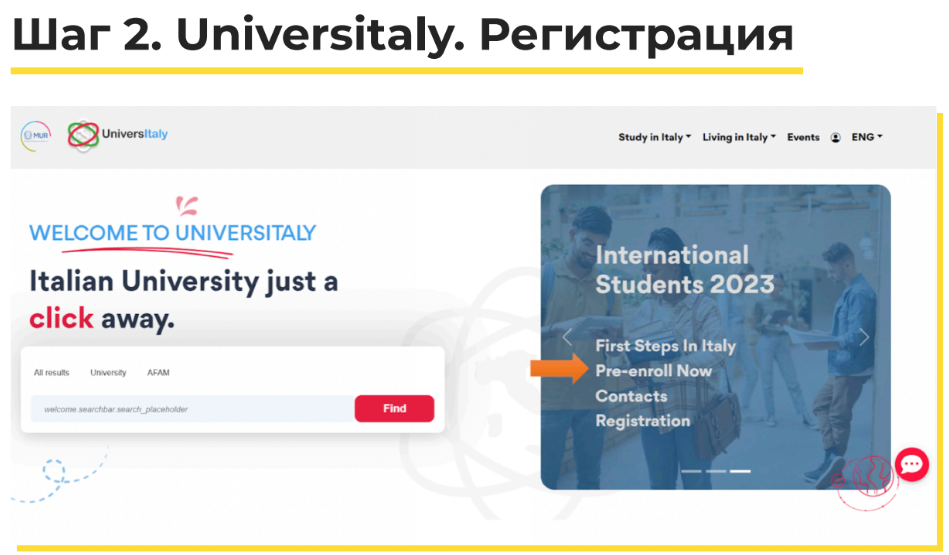 Шаг 2. Universitaly. Регистрация
MUR
UniversItaly
Study in Italy Living in Italy Events ENG
WELCOME TO UNIVERSITALY
Italian University just a
click away.
All results University AFAM
welcome.searchbar.search_placeholder Find
International
Students 2023
First Steps In Italy
Pre-enroll Now
Contacts
Registration